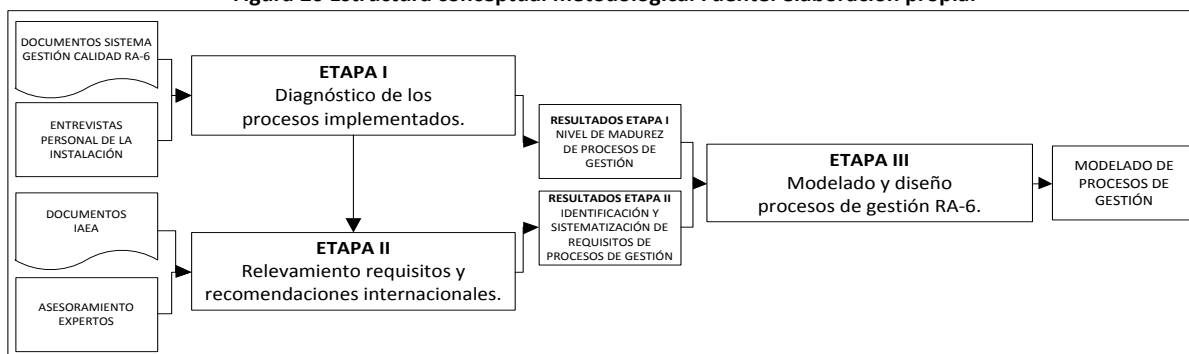 Figura 20 Estructura conceptual metodológica. Fuente: elaboración propia.
DOCUMENTOS SISTEMA
GESTIÓN CALIDAD RA-6
ENTREVISTAS
PERSONAL DE LA
INSTALACIÓN
ETAPA I
Diagnóstico de los
procesos implementados.
DOCUMENTOS
IAEA
ASESORAMIENTO
EXPERTOS
ETAPA II
Relevamiento requisitos y
recomendaciones internacionales.
RESULTADOS ETAPA I
NIVEL DE MADUREZ
DE PROCESOS DE
GESTIÓN
RESULTADOS ETAPA II
IDENTIFICACIÓN Y
SISTEMATIZACIÓN DE
REQUISITOS DE
PROCESOS DE GESTIÓN
ETAPA III
Modelado y diseño
procesos de gestión RA-6.
MODELADO DE
PROCESOS DE
GESTIÓN